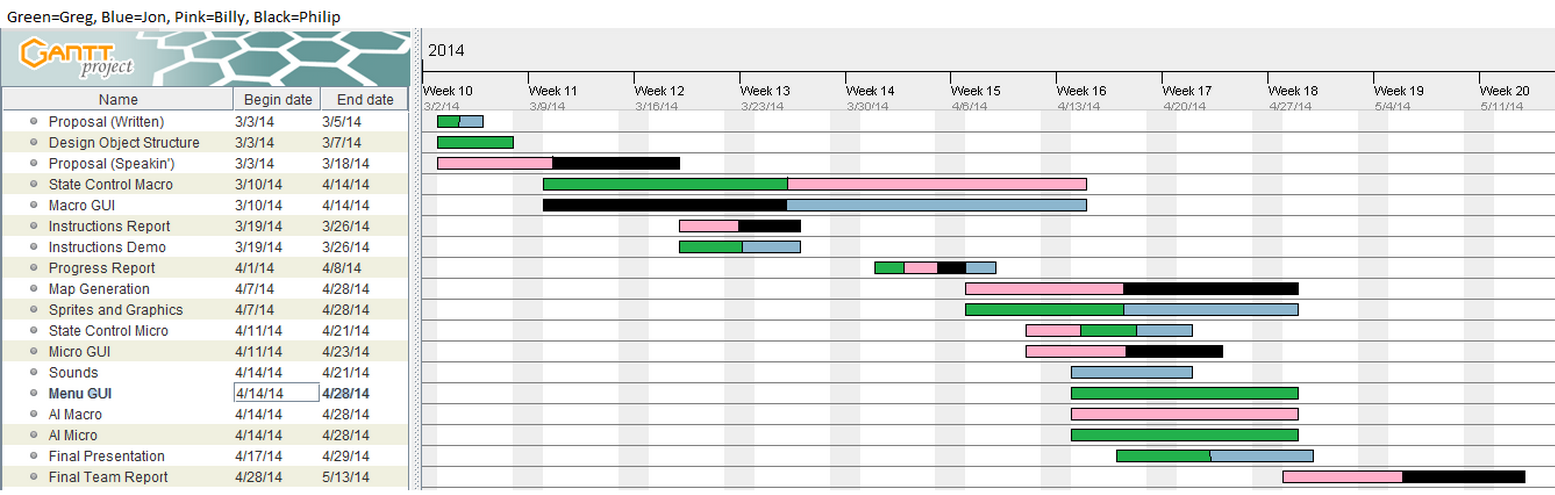 Green=Greg, Blue=Jon, Pink=Billy, Black=Philip
GANTT
project
2014
Week 10 Week 11 Week 12 Week 13 Week 14 Week 15 Week 16 Week 17 Week 18 Week 19 Week 20
Name Begin date End date 3/2/14 3/9/14 3/16/14 3/23/14 3/30/14 4/6/14 4/13/14 4/20/14 4/27/14 5/4/14 5/11/14
Proposal (Written) 3/3/14 3/5/14
Design Object Structure 3/3/14 3/7/14
Proposal (Speakin') 3/3/14 3/18/14
State Control Macro 3/10/14 4/14/14
Macro GUI 3/10/14 4/14/14
Instructions Report 3/19/14 3/26/14
Instructions Demo 3/19/14 3/26/14
Progress Report 4/1/14 4/8/14
Map Generation 4/7/14 4/28/14
Sprites and Graphics 4/7/14 4/28/14
State Control Micro 4/11/14 4/21/14
Micro GUI 4/11/14 4/23/14
Sounds 4/14/14 4/21/14
Menu GUI 4/14/14 4/28/14
AI Macro 4/14/14 4/28/14
AI Micro 4/14/14 4/28/14
Final Presentation 4/17/14 4/29/14
Final Team Report 4/28/14 5/13/14